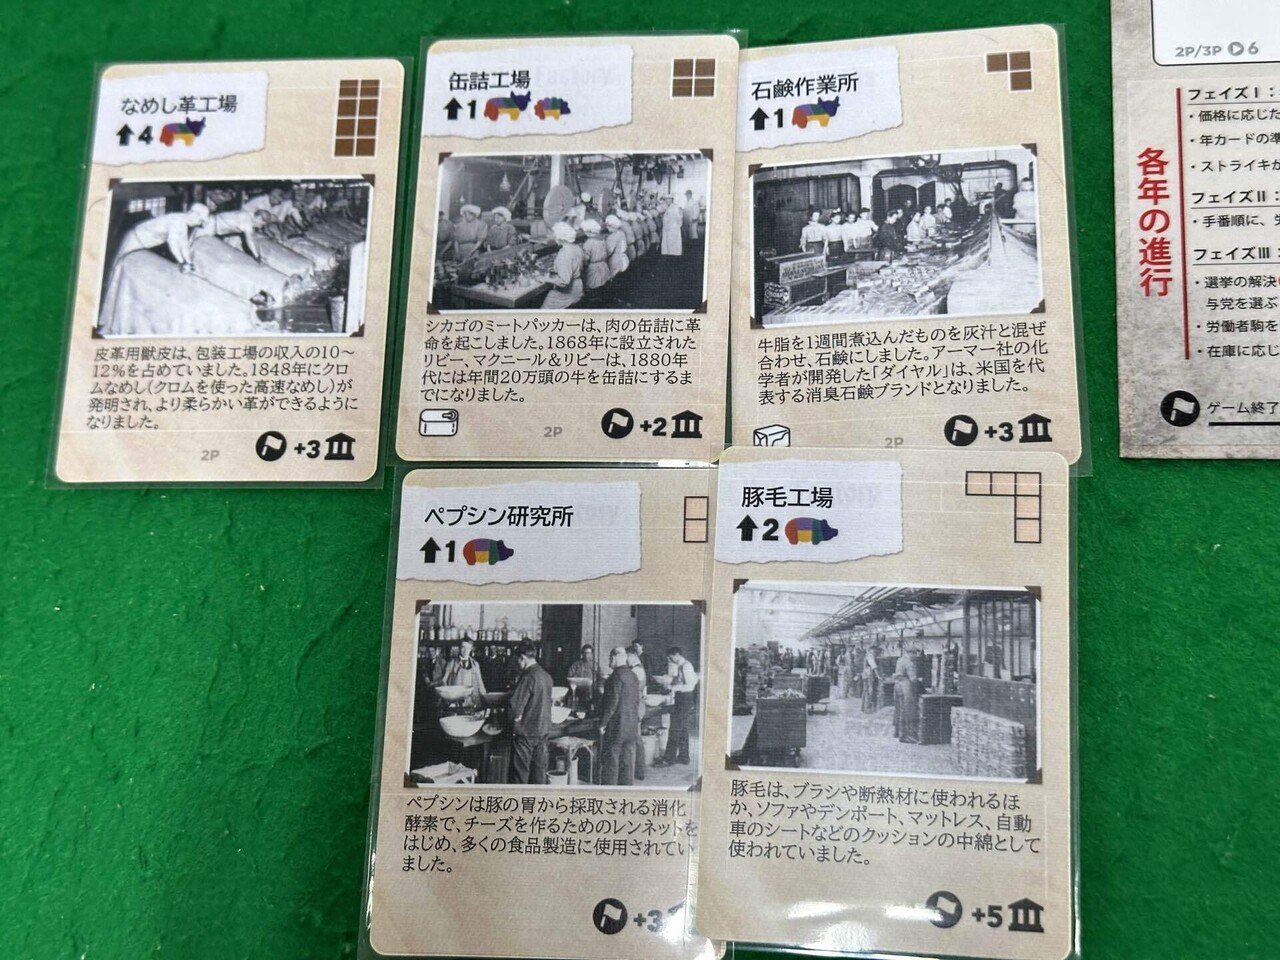 なめし革工場
4
皮革用獣皮は、包装工場の収入の10～
12%を占めていました。1848年にクロ
ムなめし(クロムを使った高速なめし)が
発明され、より柔らかい革ができるように
なりました。
2P
+3
缶詰工場
1
シカゴのミートパッカーは、肉の缶詰に革
命を起こしました。1868年に設立された
リビー、マクニール＆リビーは、1880年
代には年間20万頭の牛を缶詰にするま
でになりました。
2P
+2
石鹸作業所
1
牛脂を1週間煮込んだものを灰汁と混ぜ
合わせ、石鹸にしました。アーマー社の化
学者が開発した「ダイヤル」は、米国を代
表する消臭石鹸ブランドとなりました。
2P
+3
ペプシン研究所
1
ペプシンは豚の胃から採取される消化
酵素で、チーズを作るためのレンネットを
はじめ、多くの食品製造に使用されてい
ました。
+3
豚毛工場
2
豚毛は、ブラシや断熱材に使われるほ
か、ソファやデンポート、マットレス、自動
車のシートなどのクッションの中綿として
使われていました。
+5
2P/3P 6
各年の進行
フェイズI：
・価格に応じた
・年カードの準
・ストライキが
フェイズII：
・手番順に、
フェイズIII：
・選挙の解決
与党を選ぶ
・労働者駒を
・在庫に応じ
ゲーム終了